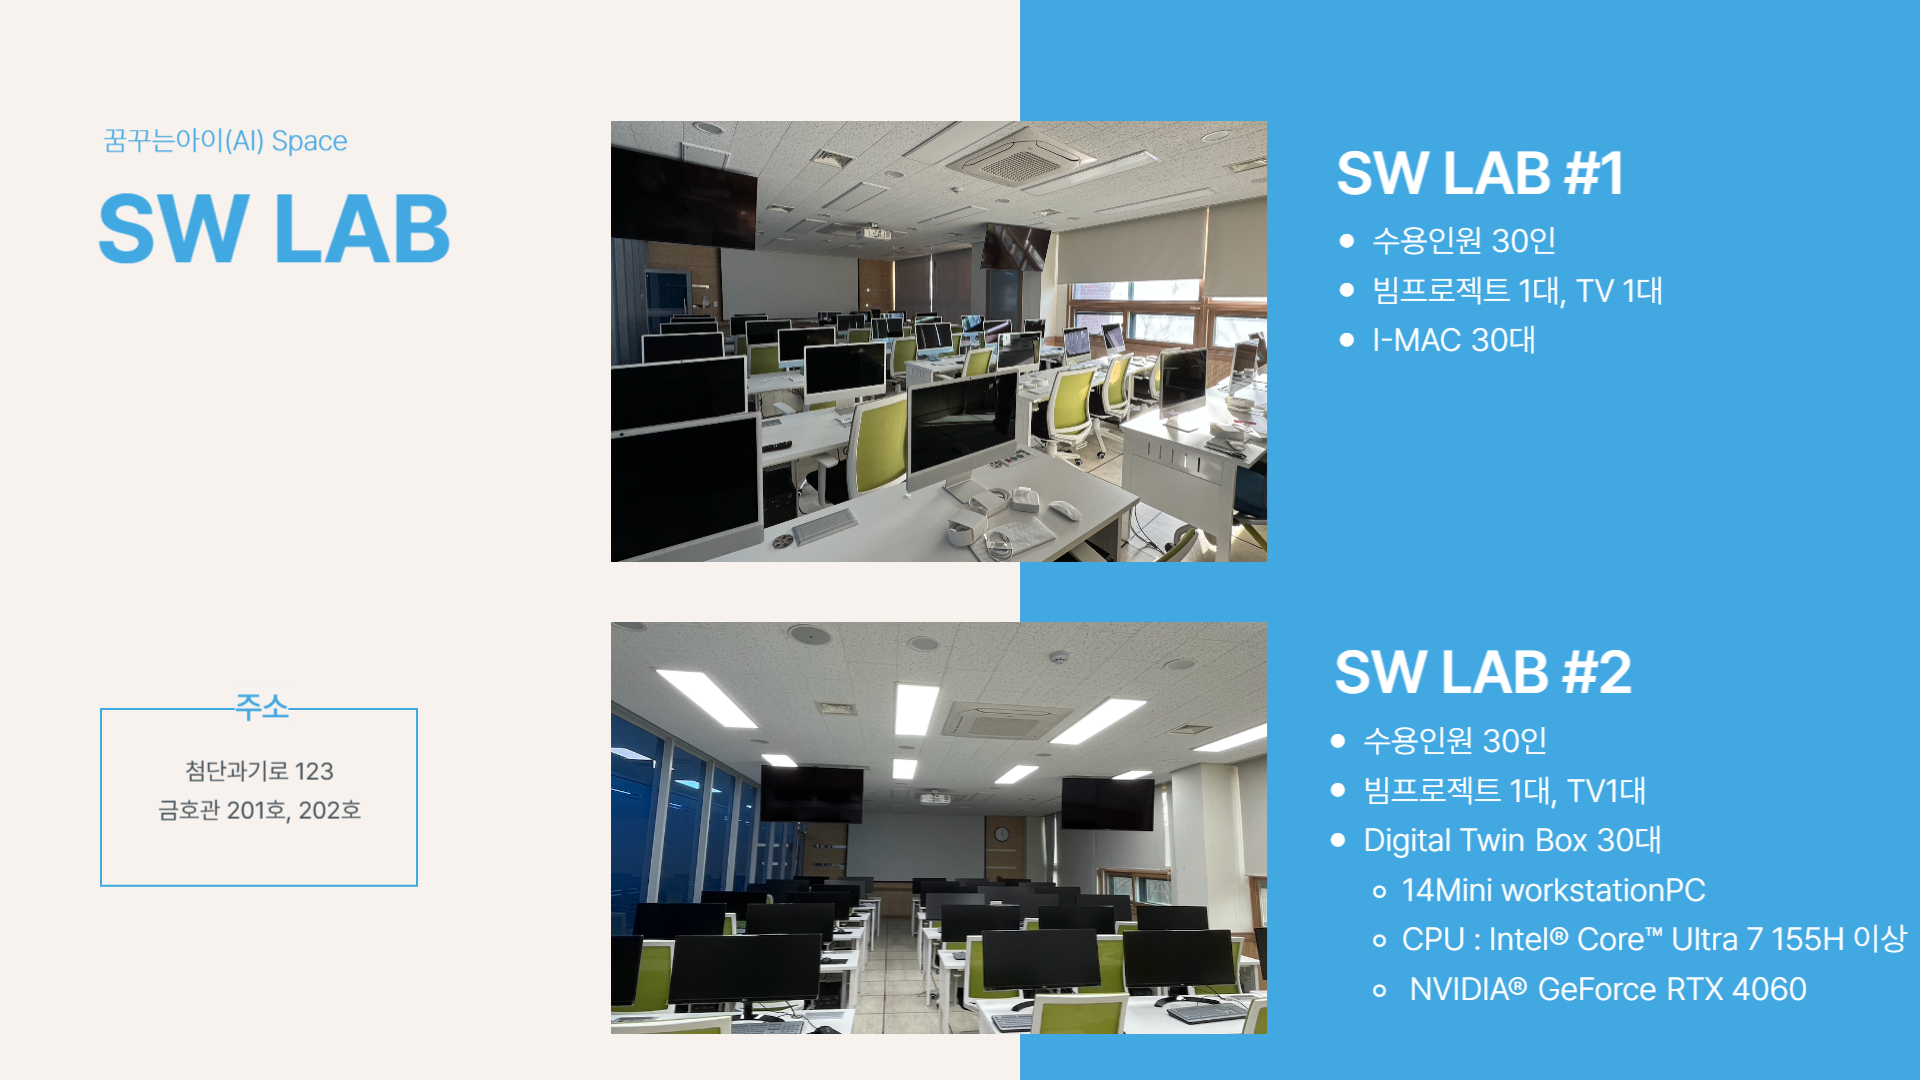 꿈꾸는아이(AI) Space
SW LAB
주소
첨단과기로 123
금호관 201호, 202호
SW LAB #1
수용인원 30인
빔프로젝트 1대, TV 1대
I-MAC 30대
SW LAB #2
수용인원 30인
빔프로젝트 1대, TV1대
Digital Twin Box 30대
14Mini workstationPC
CPU : Intel® Core™ Ultra 7 155H 이상
NVIDIA® GeForce RTX 4060